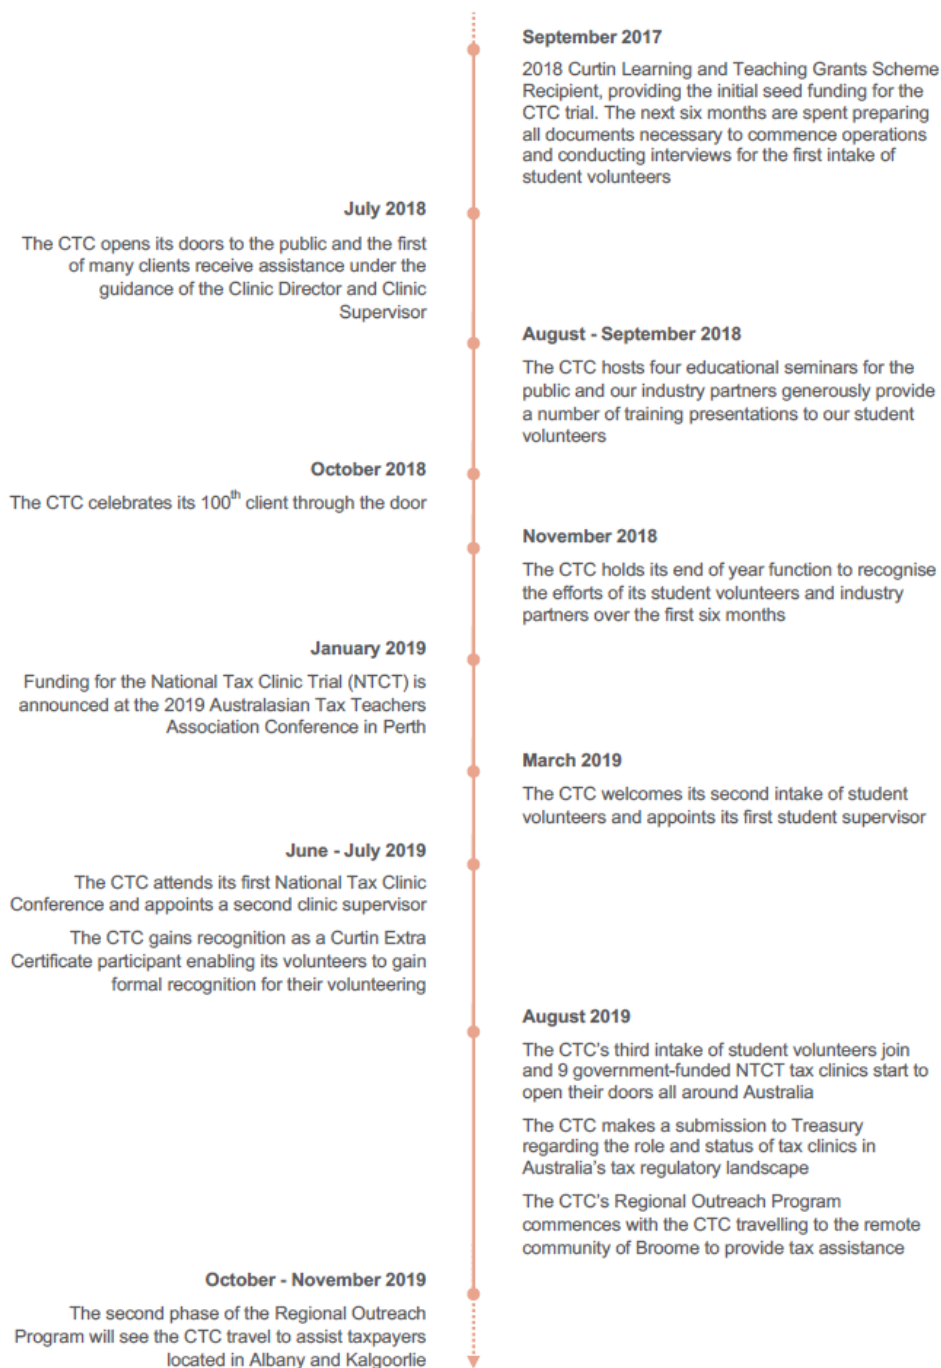 September 2017
2018 Curtin Learning and Teaching Grants Scheme
Recipient, providing the initial seed funding for the
CTC trial. The next six months are spent preparing
all documents necessary to commence operations
and conducting interviews for the first intake of
student volunteers
July 2018
The CTC opens its doors to the public and the first
of many clients receive assistance under the
guidance of the Clinic Director and Clinic
Supervisor
August - September 2018
The CTC hosts four educational seminars for the
public and our industry partners generously provide
a number of training presentations to our student
volunteers
October 2018
The CTC celebrates its 100th client through the door
November 2018
The CTC holds its end of year function to recognise
the efforts of its student volunteers and industry
partners over the first six months
January 2019
Funding for the National Tax Clinic Trial (NTCT) is
announced at the 2019 Australasian Tax Teachers
Association Conference in Perth
March 2019
The CTC welcomes its second intake of student
volunteers and appoints its first student supervisor
June - July 2019
The CTC attends its first National Tax Clinic
Conference and appoints a second clinic supervisor
The CTC gains recognition as a Curtin Extra
Certificate participant enabling its volunteers to gain
formal recognition for their volunteering
August 2019
The CTC's third intake of student volunteers join
and 9 government-funded NTCT tax clinics start to
open their doors all around Australia
The CTC makes a submission to Treasury
regarding the role and status of tax clinics in
Australia's tax regulatory landscape
The CTC's Regional Outreach Program
commences with the CTC travelling to the remote
community of Broome to provide tax assistance
October - November 2019
The second phase of the Regional Outreach
Program will see the CTC travel to assist taxpayers
located in Albany and Kalgoorlie